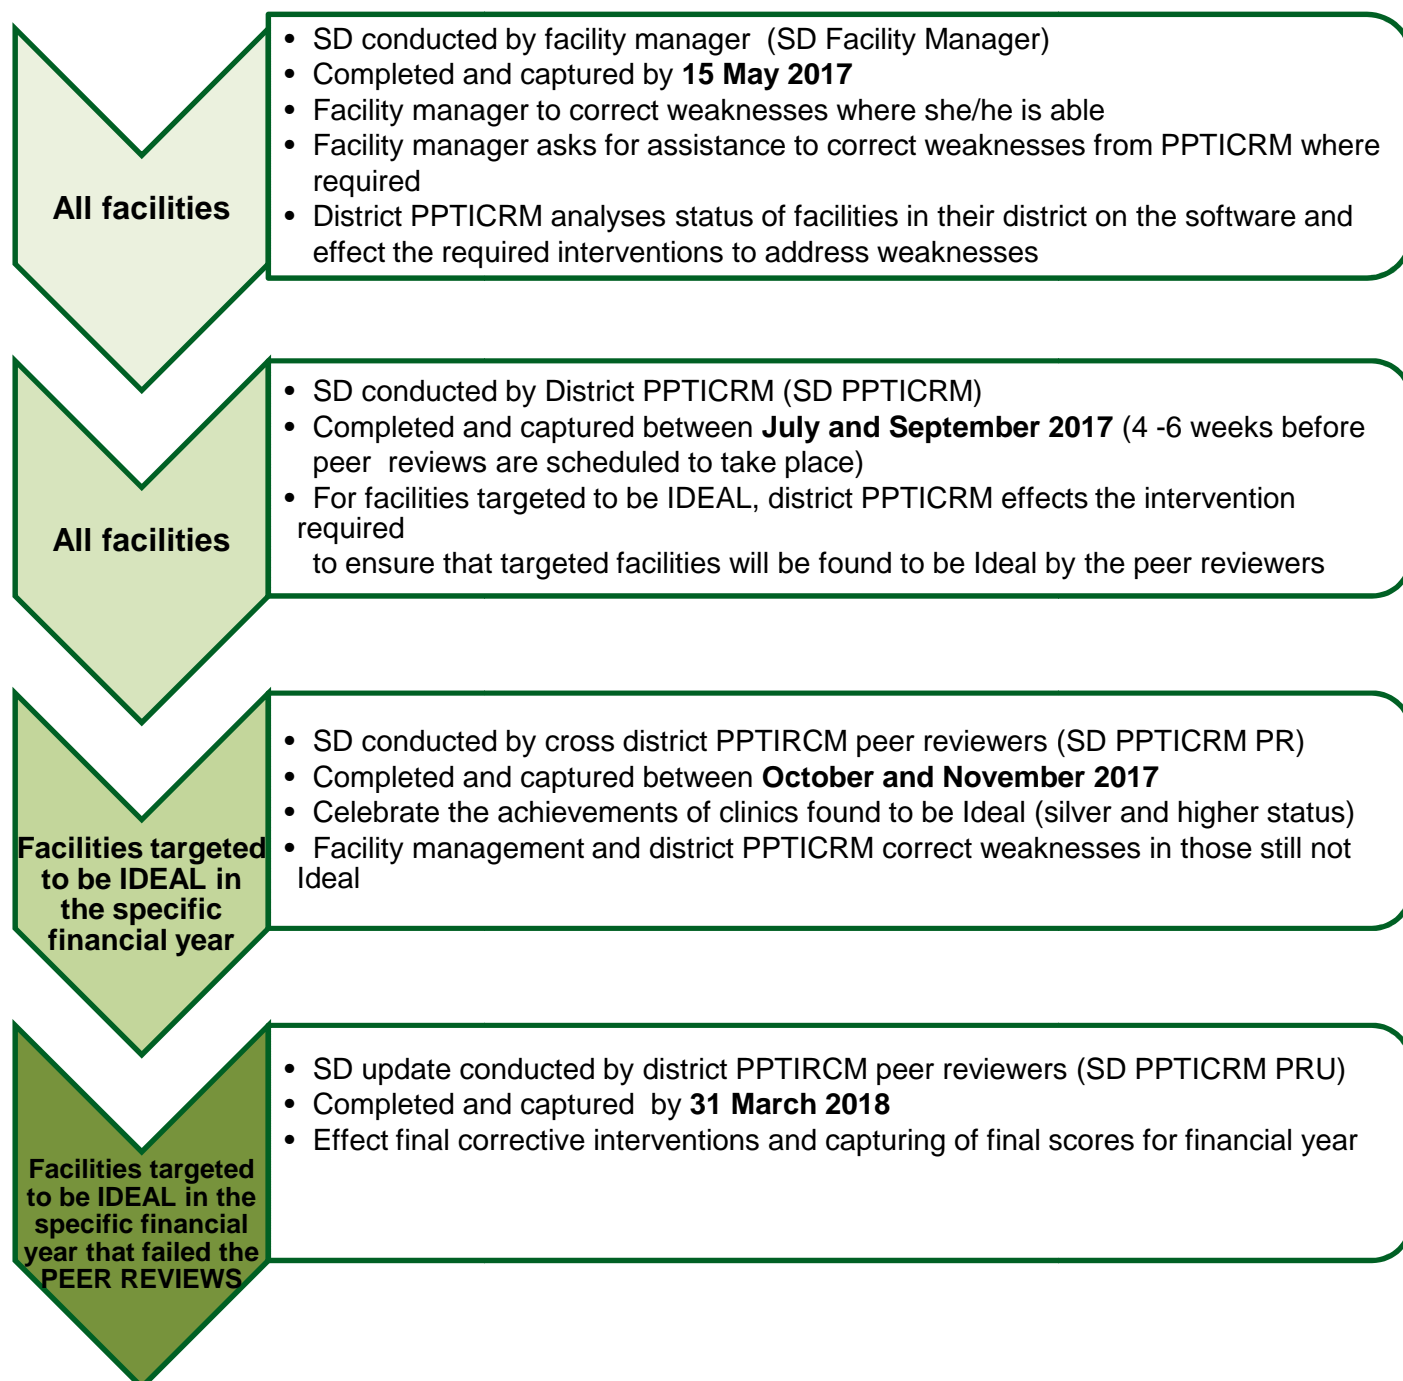 All facilities
• SD conducted by facility manager (SD Facility Manager)
• Completed and captured by 15 May 2017
• Facility manager to correct weaknesses where she/he is able
• Facility manager asks for assistance to correct weaknesses from PPTICRM where
required
• District PPTICRM analyses status of facilities in their district on the software and
effect the required interventions to address weaknesses
All facilities
• SD conducted by District PPTICRM (SD PPTICRM)
• Completed and captured between July and September 2017 (4 -6 weeks before
peer reviews are scheduled to take place)
• For facilities targeted to be IDEAL, district PPTICRM effects the intervention
required
to ensure that targeted facilities will be found to be Ideal by the peer reviewers
Facilities targeted
to be IDEAL in
the specific
financial year
• SD conducted by cross district PPTIRCM peer reviewers (SD PPTICRM PR)
• Completed and captured between October and November 2017
• Celebrate the achievements of clinics found to be Ideal (silver and higher status)
• Facility management and district PPTICRM correct weaknesses in those still not
Ideal
Facilities targeted
to be IDEAL in the
specific financial
year that failed the
PEER REVIEWS
• SD update conducted by district PPTIRCM peer reviewers (SD PPTICRM PRU)
• Completed and captured by 31 March 2018
• Effect final corrective interventions and capturing of final scores for financial year